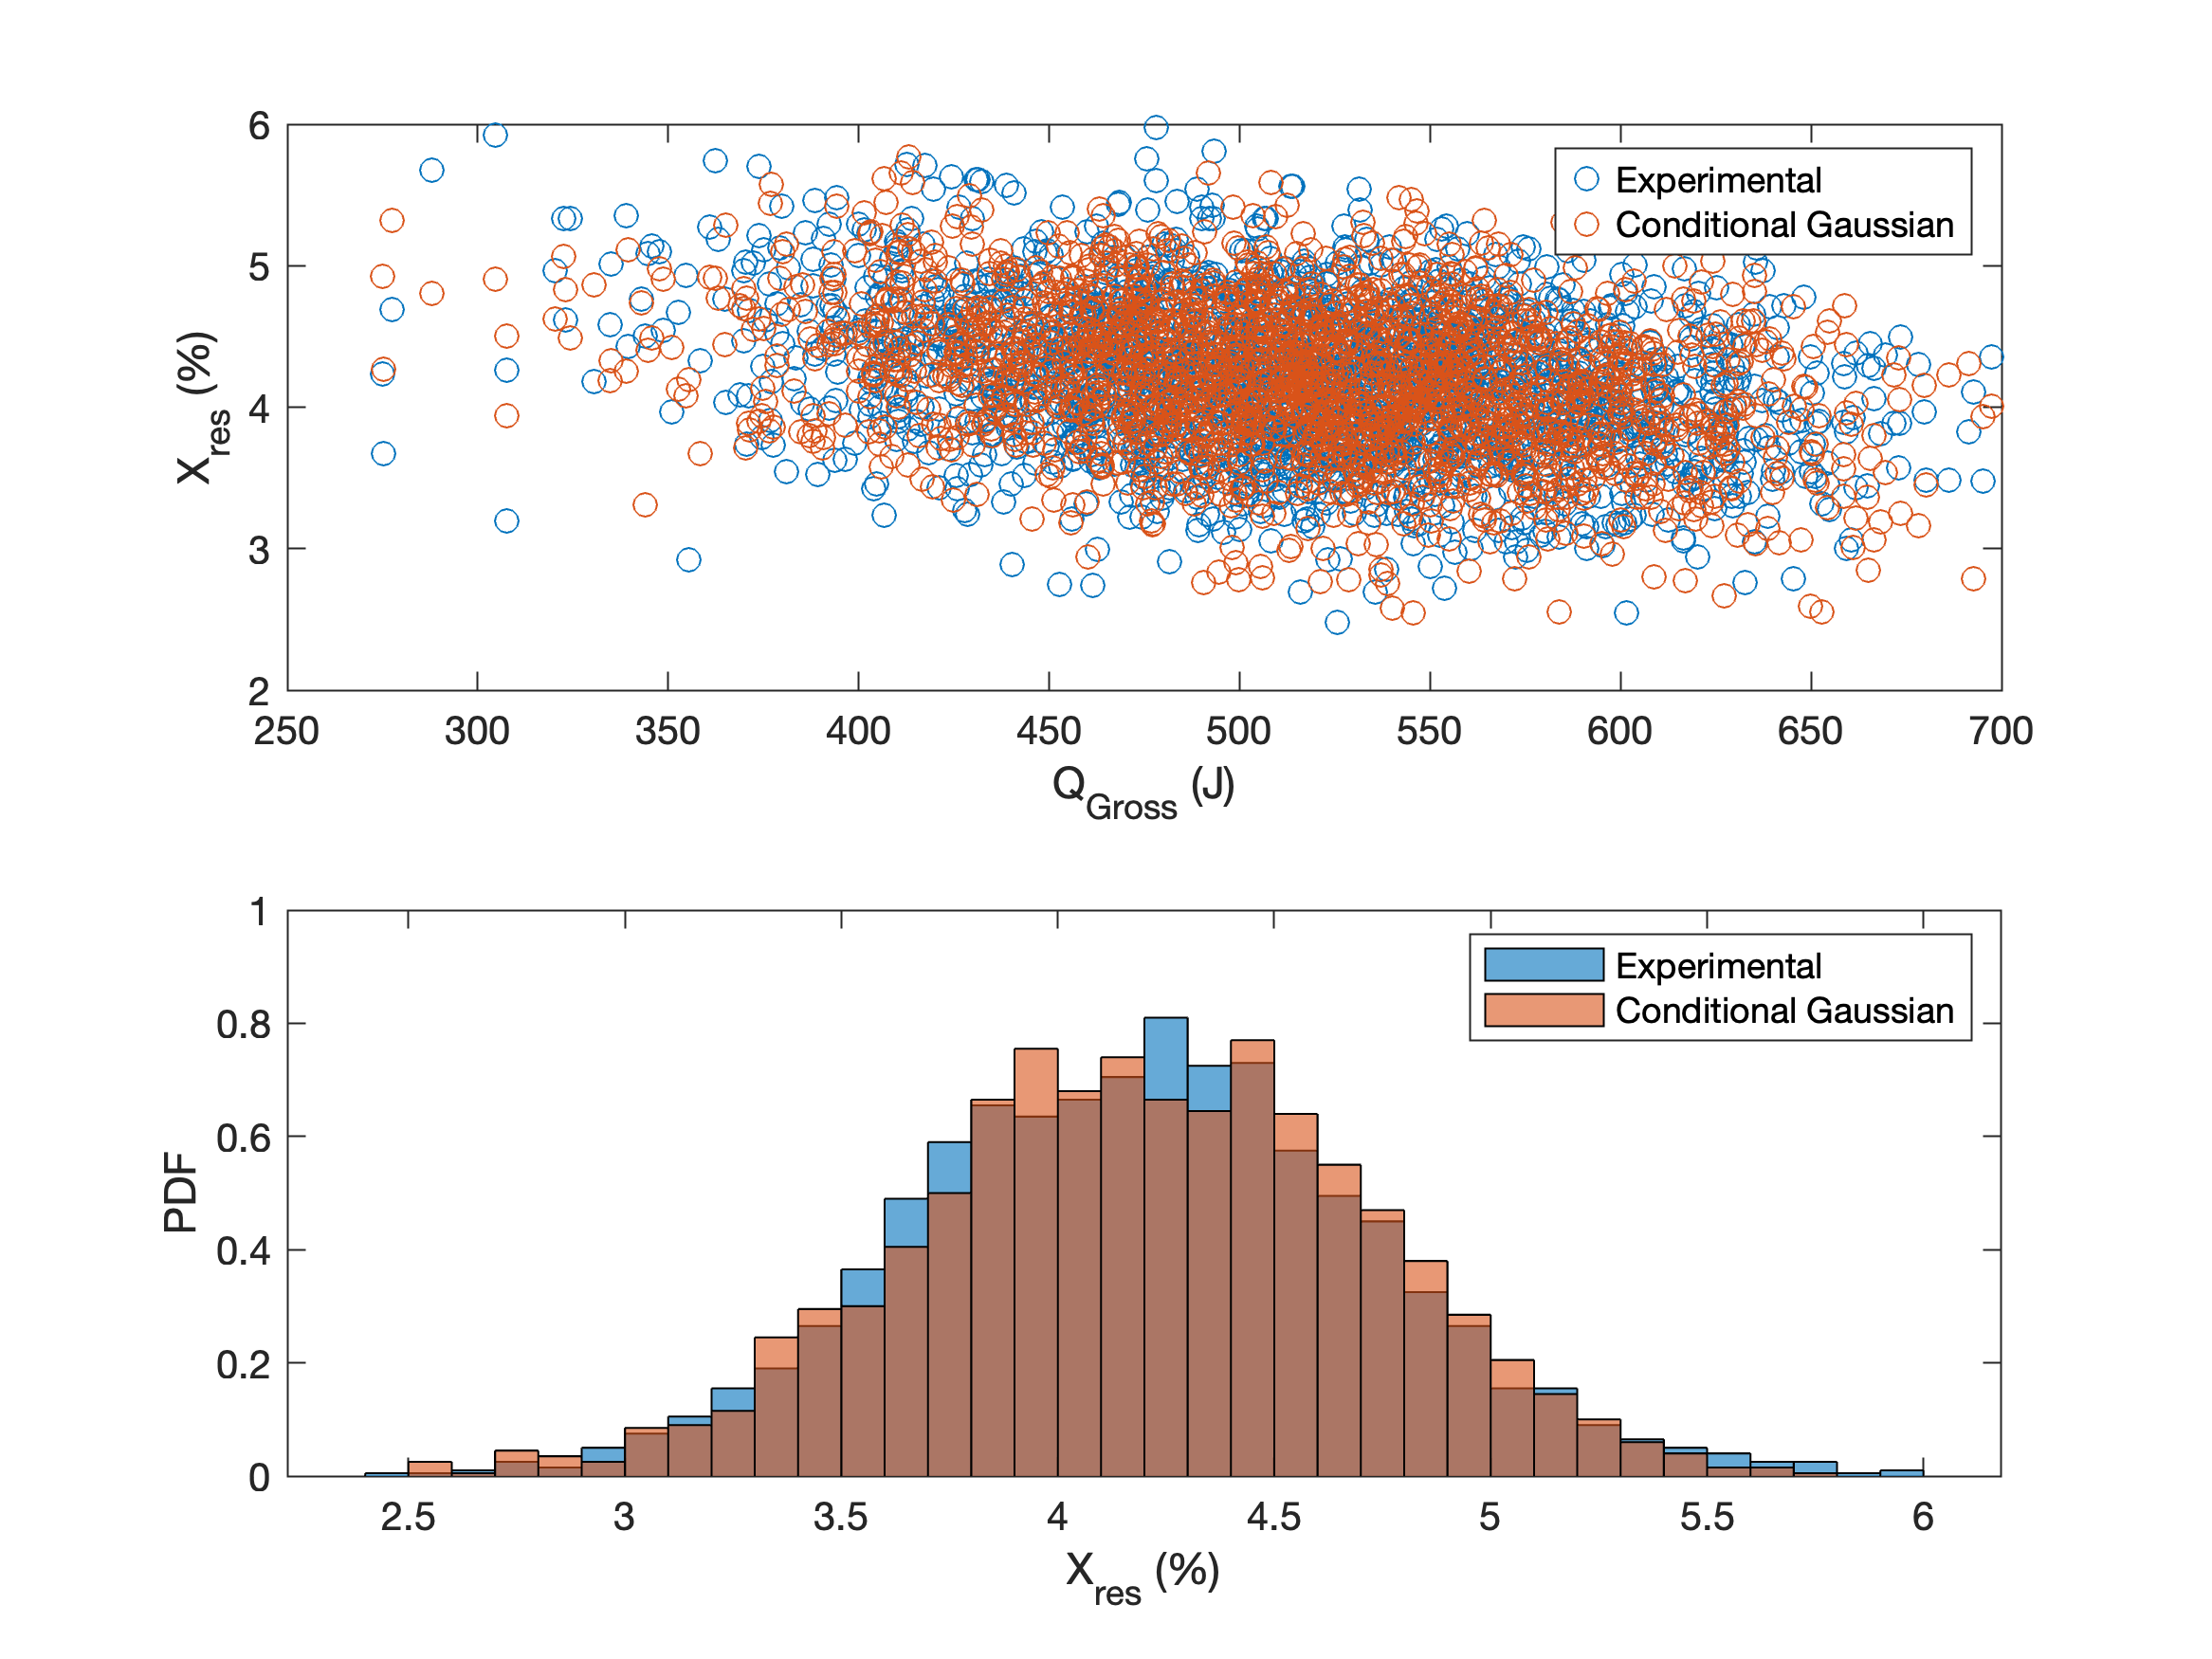 6
5
4
3
2
X_res (%)
Experimental
Conditional Gaussian
250 300 350 400 450 500 550 600 650 700
Q_Gross (J)
1
0.8
0.6
0.4
0.2
0
PDF
Experimental
Conditional Gaussian
2.5 3 3.5 4 4.5 5 5.5 6
X_res (%)